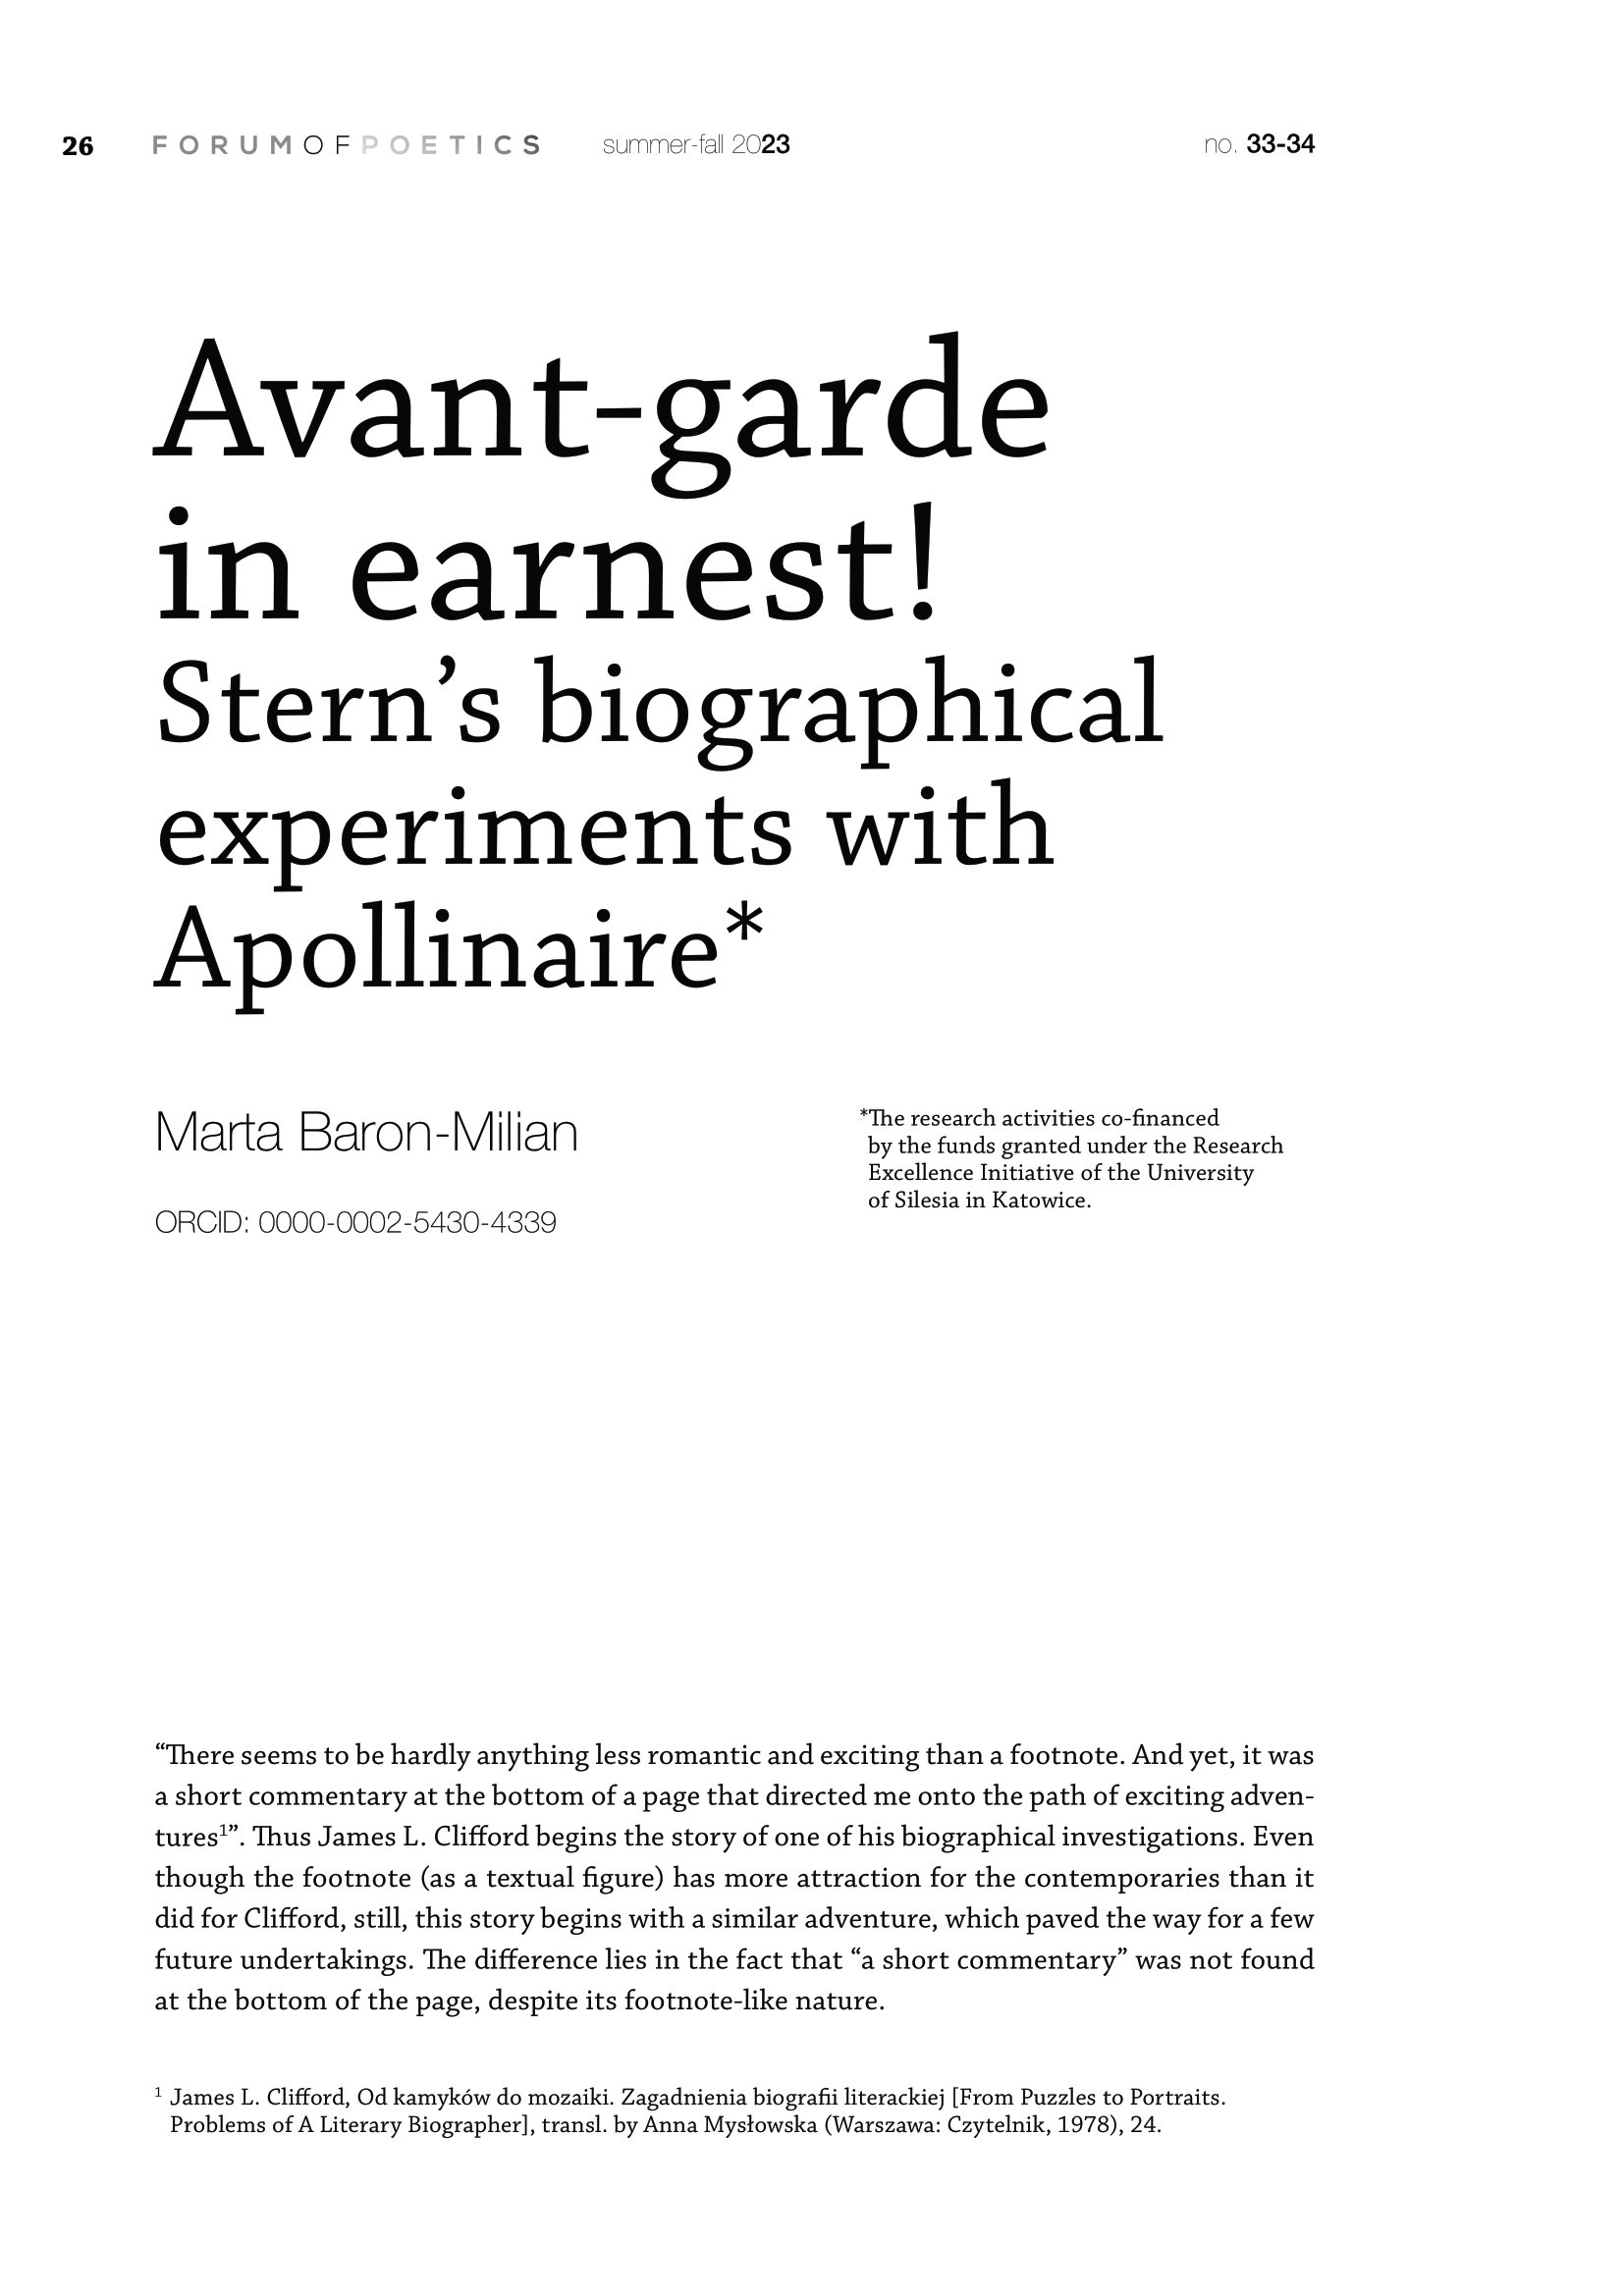 26 FORUMOFPOETICS summer-fall 2023 no. 33-34
Avant-garde
in earnest!
Stern’s biographical
experiments with
Apollinaire*
Marta Baron-Milian
ORCID: 0000-0002-5430-4339
*The research activities co-financed
by the funds granted under the Research
Excellence Initiative of the University
of Silesia in Katowice.
“There seems to be hardly anything less romantic and exciting than a footnote. And yet, it was
a short commentary at the bottom of a page that directed me onto the path of exciting adven-
tures¹”. Thus James L. Clifford begins the story of one of his biographical investigations. Even
though the footnote (as a textual figure) has more attraction for the contemporaries than it
did for Clifford, still, this story begins with a similar adventure, which paved the way for a few
future undertakings. The difference lies in the fact that “a short commentary” was not found
at the bottom of the page, despite its footnote-like nature.
¹ James L. Clifford, Od kamyków do mozaiki. Zagadnienia biografii literackiej [From Puzzles to Portraits.
Problems of A Literary Biographer], transl. by Anna Mysłowska (Warszawa: Czytelnik, 1978), 24.